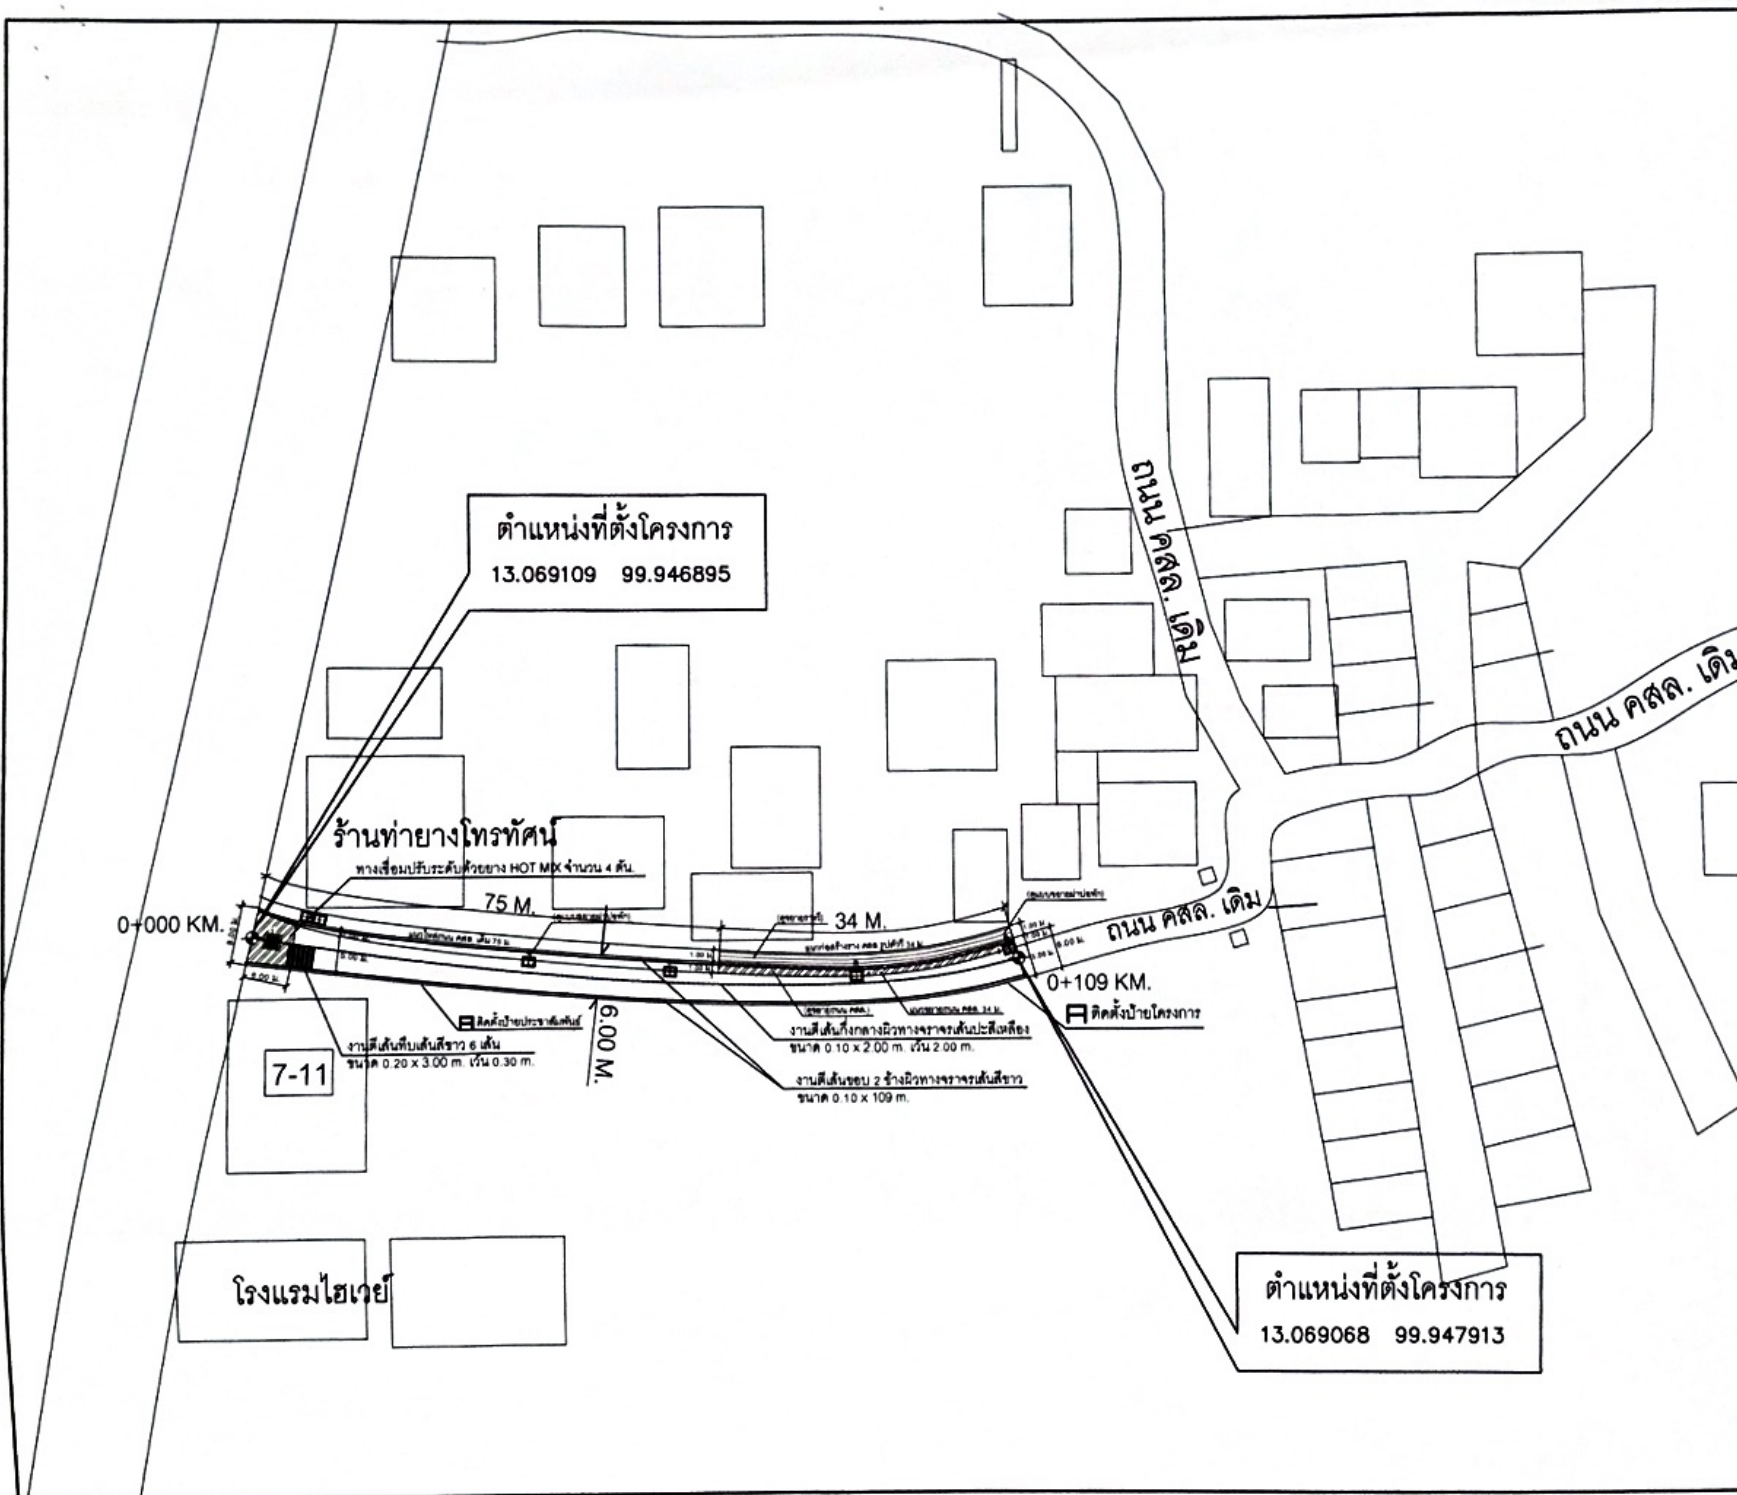 ถนน คสล. เดิม
ตำแหน่งที่ตั้งโครงการ
13.069109 99.946895
ถนน คสล. เดิม
ร้านท่ายางโทรทัศน์
ทางเชื่อมปรับระดับด้วยยาง HOT MIX จำนวน 4 ตัน.
75 M.
34 M.
0+000 KM.
ถนน คสล. เดิม
0+109 KM.
ติดตั้งป้ายโครงการ
ติดตั้งป้ายประชาสัมพันธ์
6.00 M.
งานตีเส้นกึ่งกลางผิวทางจราจรเส้นประสีเหลือง
ขนาด 0.10 x 2.00 m. เว้น 2.00 m.
งานตีเส้นทึบเส้นสีขาว 6 เส้น
ขนาด 0.20 x 3.00 m. เว้น 0.30 m.
7-11
งานตีเส้นขอบ 2 ข้างผิวทางจราจรเส้นสีขาว
ขนาด 0.10 x 109 m.
โรงแรมไฮเวย์
ตำแหน่งที่ตั้งโครงการ
13.069068 99.947913